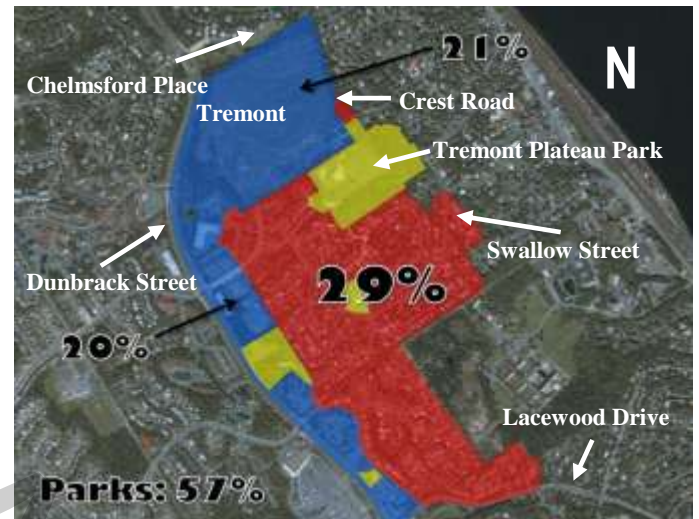 21%
N
Chelmsford Place
Tremont
Crest Road
Tremont Plateau Park
Swallow Street
Dunbrack Street
29%
20%
Lacewood Drive
Parks: 57%